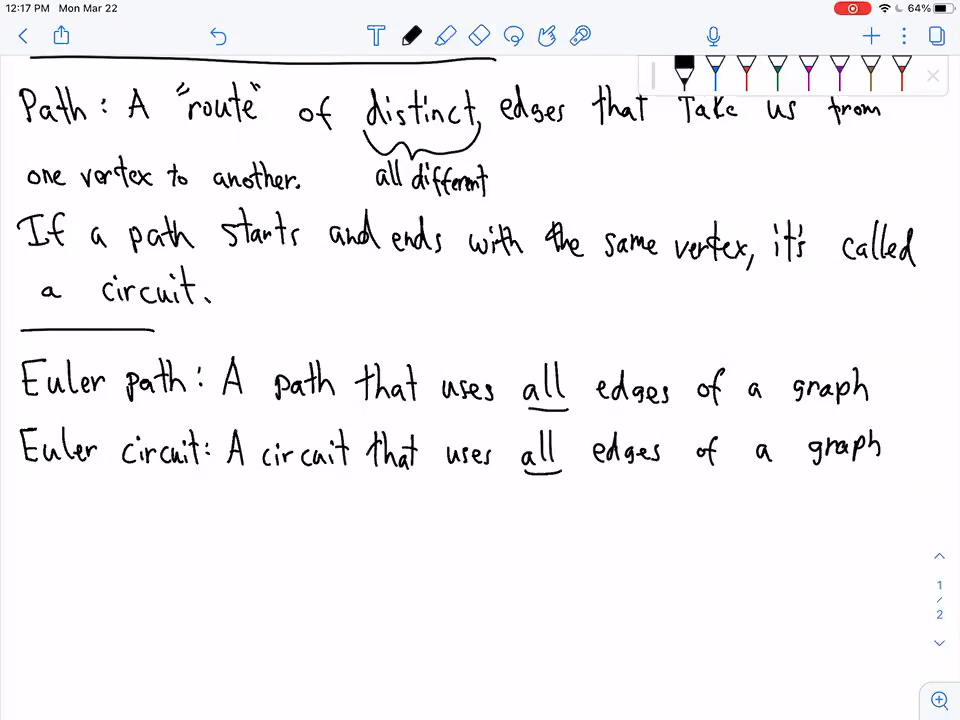 12:17 PM Mon Mar 22 64%
Path: A "route" of distinct edges that take us from
one vertex to another. all different
If a path starts and ends with the same vertex, it's called
a circuit.
Euler path: A path that uses all edges of a graph
Euler circuit: A circuit that uses all edges of a graph
1
/
2